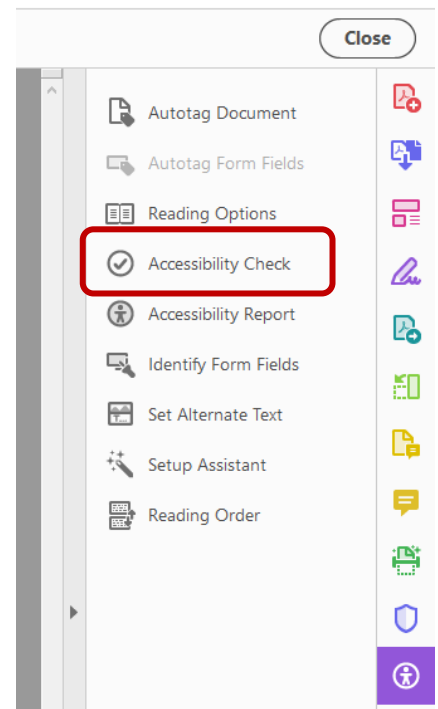 Close
Autotag Document
Autotag Form Fields
Reading Options
Accessibility Check
Accessibility Report
Identify Form Fields
Set Alternate Text
Setup Assistant
Reading Order